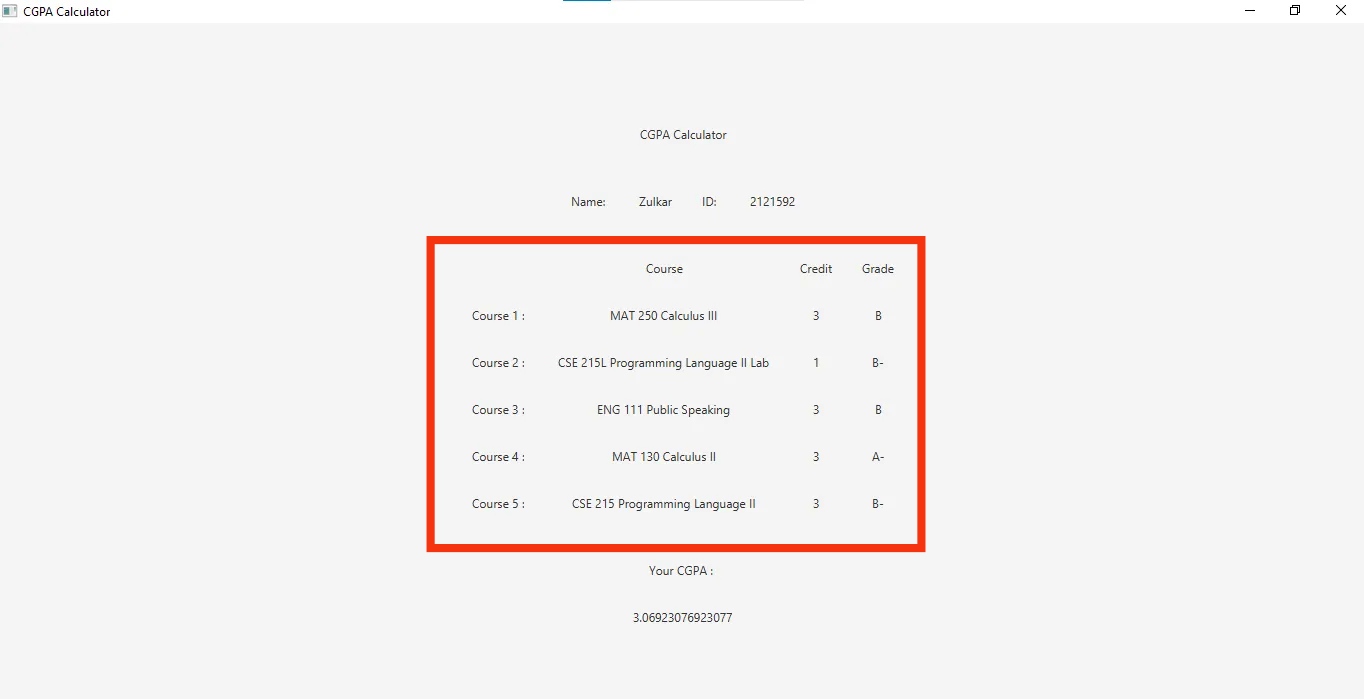 CGPA Calculator
CGPA Calculator
Name: Zulkar ID: 2121592
Course Credit Grade
Course 1 : MAT 250 Calculus III 3 B
Course 2 : CSE 215L Programming Language II Lab 1 B-
Course 3 : ENG 111 Public Speaking 3 B
Course 4 : MAT 130 Calculus II 3 A-
Course 5 : CSE 215 Programming Language II 3 B-
Your CGPA :
3.06923076923077